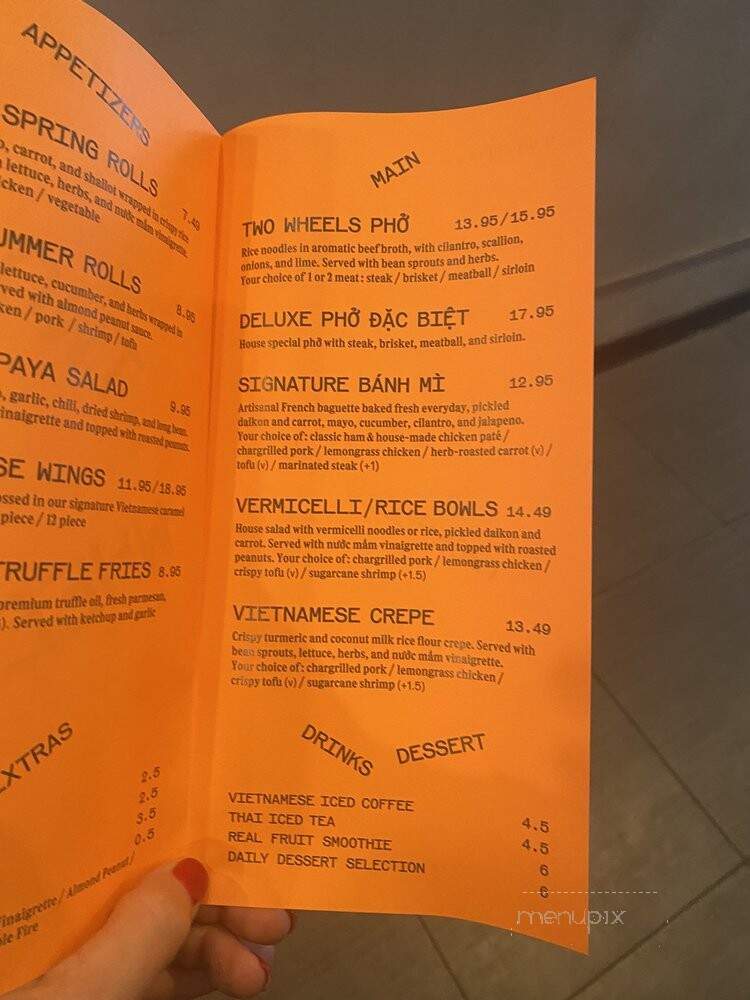 APPETIZERS
SPRING ROLLS 7.49
, carrot, and shallot wrapped in crispy rice
lettuce, herbs, and nước mắm vinaigrette.
cken / vegetable
UMMER ROLLS 8.95
lettuce, cucumber, and herbs wrapped in
ved with almond peanut sauce.
ken / pork / shrimp / tofu
PAYA SALAD 9.95
, garlic, chili, dried shrimp, and long bean.
vinaigrette and topped with roasted peanuts.
SE WINGS 11.95/18.95
ossed in our signature Vietnamese caramel
piece / 12 piece
TRUFFLE FRIES 8.95
premium truffle oil, fresh parmesan,
). Served with ketchup and garlic
EXTRAS
2.5
2.5
3.5
0.5
inaigrette / Almond Peanut /
le Fire
MAIN
TWO WHEELS PHỞ 13.95/15.95
Rice noodles in aromatic beef broth, with cilantro, scallion,
onions, and lime. Served with bean sprouts and herbs.
Your choice of 1 or 2 meat: steak / brisket / meatball / sirloin
DELUXE PHỞ ĐẶC BIỆT 17.95
House special phở with steak, brisket, meatball, and sirloin.
SIGNATURE BÁNH MÌ 12.95
Artisanal French baguette baked fresh everyday, pickled
daikon and carrot, mayo, cucumber, cilantro, and jalapeno.
Your choice of: classic ham & house-made chicken paté /
chargrilled pork / lemongrass chicken / herb-roasted carrot (v) /
tofu (v) / marinated steak (+1)
VERMICELLI/RICE BOWLS 14.49
House salad with vermicelli noodles or rice, pickled daikon and
carrot. Served with nước mắm vinaigrette and topped with roasted
peanuts. Your choice of: chargrilled pork / lemongrass chicken /
crispy tofu (v) / sugarcane shrimp (+1.5)
VIETNAMESE CREPE 13.49
Crispy turmeric and coconut milk rice flour crepe. Served with
bean sprouts, lettuce, herbs, and nước mắm vinaigrette.
Your choice of: chargrilled pork / lemongrass chicken /
crispy tofu (v) / sugarcane shrimp (+1.5)
DRINKS DESSERT
VIETNAMESE ICED COFFEE 4.5
THAI ICED TEA 4.5
REAL FRUIT SMOOTHIE 6
DAILY DESSERT SELECTION 6
menupix